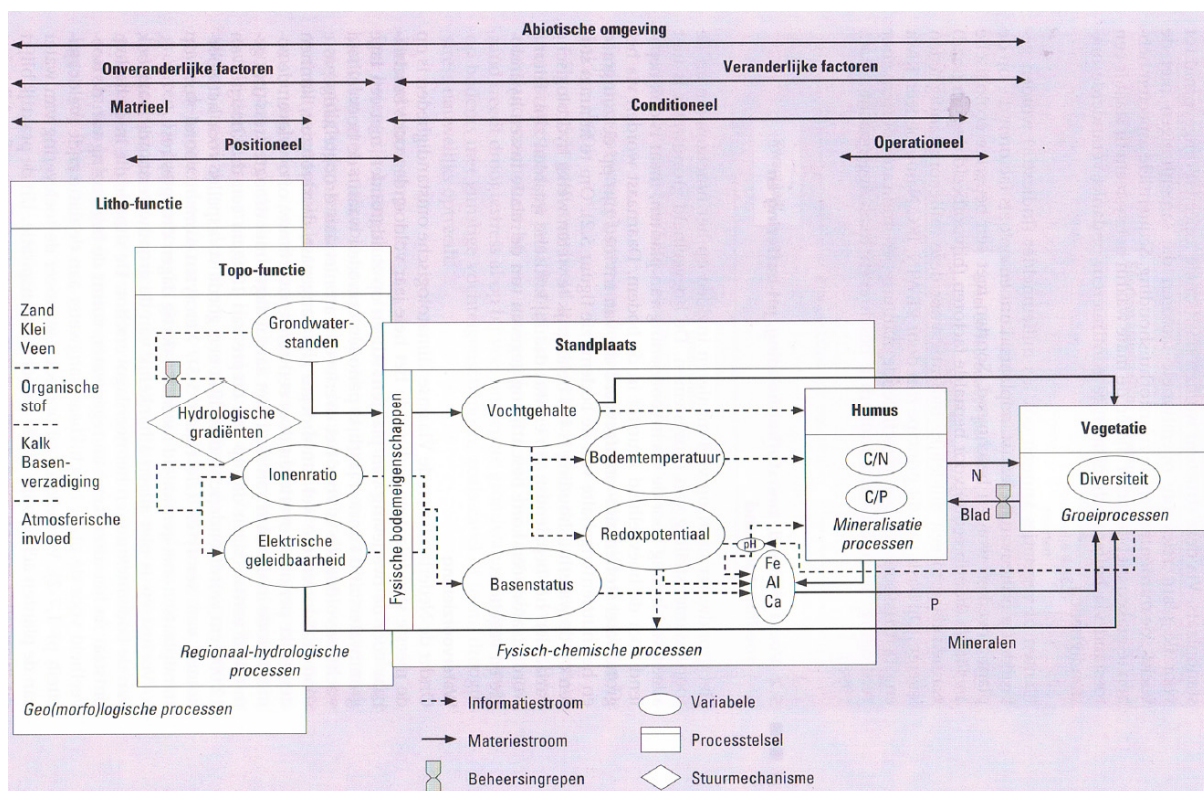 Abiotische omgeving
Onveranderlijke factoren
Veranderlijke factoren
Matrieel
Conditioneel
Positioneel
Operationeel
Litho-functie
Topo-functie
Zand
Klei
Veen
Organische
stof
Kalk
Basen-
verzadiging
Atmosferische
invloed
Grondwater-
standen
Hydrologische
gradiënten
Ionenratio
Elektrische
geleidbaarheid
Regionaal-hydrologische
processen
Geo(morfo)logische processen
Fysische bodemeigenschappen
Standplaats
Vochtgehalte
Bodemtemperatuur
Redoxpotentiaal
Basenstatus
pH
Fe
Al
Ca
Fysisch-chemische processen
Humus
C/N
C/P
Mineralisatie
processen
N
Blad
P
Mineralen
Vegetatie
Diversiteit
Groeiprocessen
Informatiestroom
Materiestroom
Beheersingrepen
Variabele
Processtelsel
Stuurmechanisme